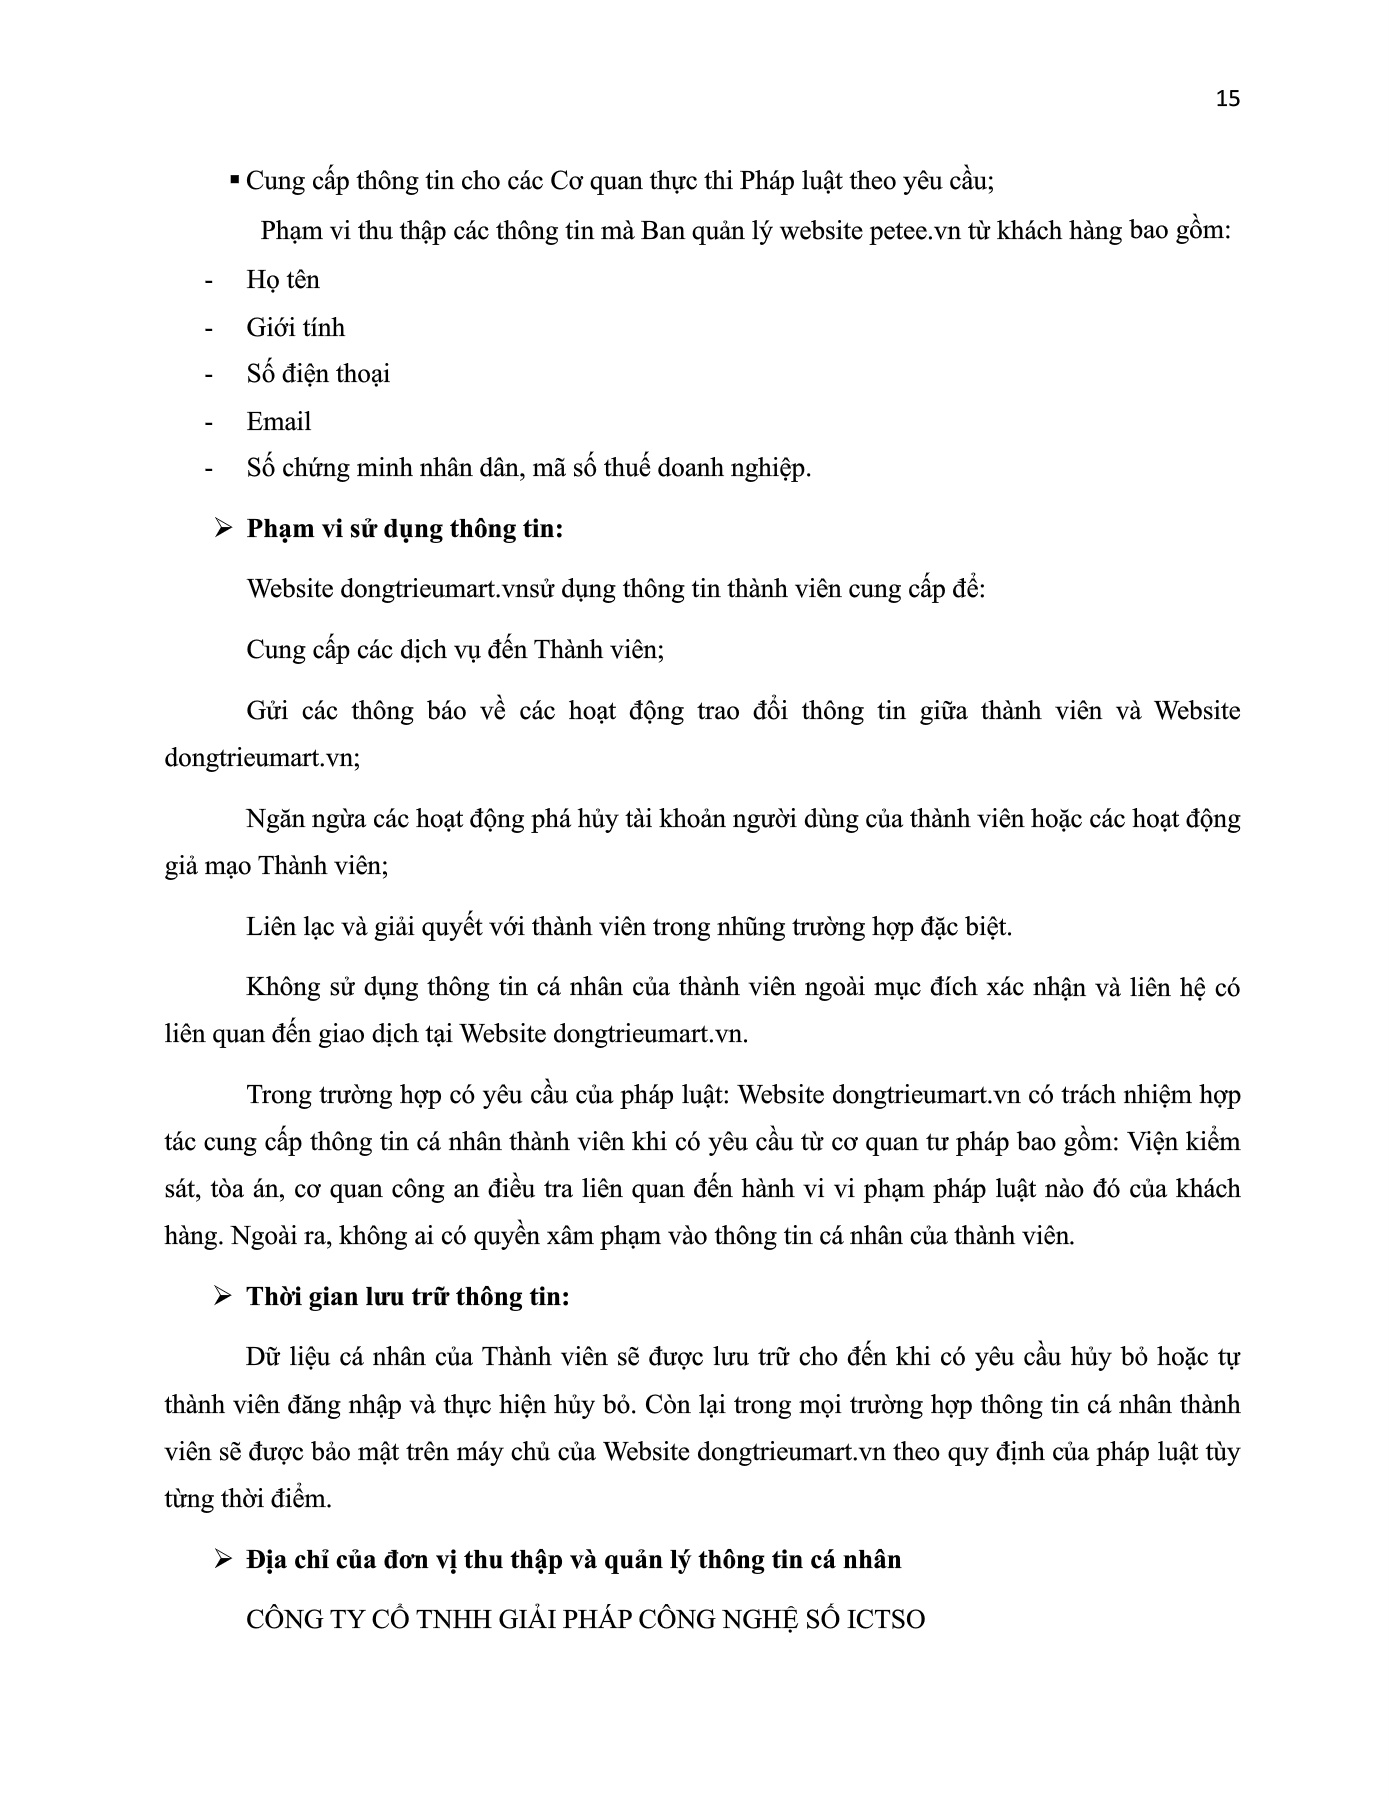 15
▪ Cung cấp thông tin cho các Cơ quan thực thi Pháp luật theo yêu cầu;
Phạm vi thu thập các thông tin mà Ban quản lý website petee.vn từ khách hàng bao gồm:
- Họ tên
- Giới tính
- Số điện thoại
- Email
- Số chứng minh nhân dân, mã số thuế doanh nghiệp.
➢ Phạm vi sử dụng thông tin:
Website dongtrieumart.vnsử dụng thông tin thành viên cung cấp để:
Cung cấp các dịch vụ đến Thành viên;
Gửi các thông báo về các hoạt động trao đổi thông tin giữa thành viên và Website
dongtrieumart.vn;
Ngăn ngừa các hoạt động phá hủy tài khoản người dùng của thành viên hoặc các hoạt động
giả mạo Thành viên;
Liên lạc và giải quyết với thành viên trong nhũng trường hợp đặc biệt.
Không sử dụng thông tin cá nhân của thành viên ngoài mục đích xác nhận và liên hệ có
liên quan đến giao dịch tại Website dongtrieumart.vn.
Trong trường hợp có yêu cầu của pháp luật: Website dongtrieumart.vn có trách nhiệm hợp
tác cung cấp thông tin cá nhân thành viên khi có yêu cầu từ cơ quan tư pháp bao gồm: Viện kiểm
sát, tòa án, cơ quan công an điều tra liên quan đến hành vi vi phạm pháp luật nào đó của khách
hàng. Ngoài ra, không ai có quyền xâm phạm vào thông tin cá nhân của thành viên.
➢ Thời gian lưu trữ thông tin:
Dữ liệu cá nhân của Thành viên sẽ được lưu trữ cho đến khi có yêu cầu hủy bỏ hoặc tự
thành viên đăng nhập và thực hiện hủy bỏ. Còn lại trong mọi trường hợp thông tin cá nhân thành
viên sẽ được bảo mật trên máy chủ của Website dongtrieumart.vn theo quy định của pháp luật tùy
từng thời điểm.
➢ Địa chỉ của đơn vị thu thập và quản lý thông tin cá nhân
CÔNG TY CỔ TNHH GIẢI PHÁP CÔNG NGHỆ SỐ ICTSO